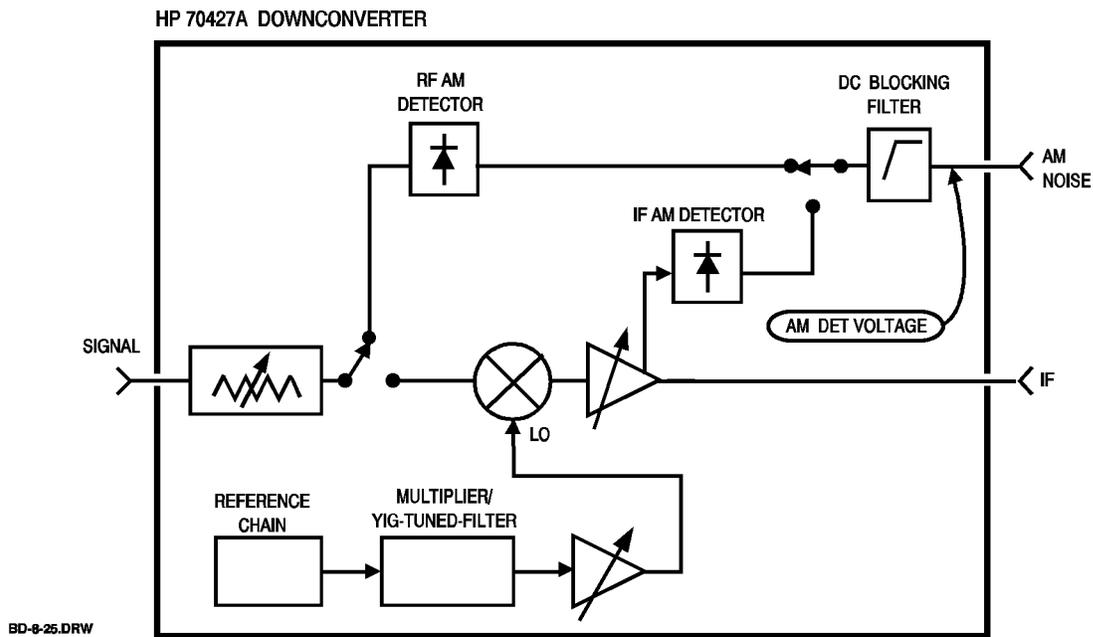 HP 70427A DOWNCONVERTER
RF AM
DETECTOR
DC BLOCKING
FILTER
AM
NOISE
IF AM DETECTOR
AM DET VOLTAGE
SIGNAL
IF
LO
REFERENCE
CHAIN
MULTIPLIER/
YIG-TUNED-FILTER
BD-8-25.DRW